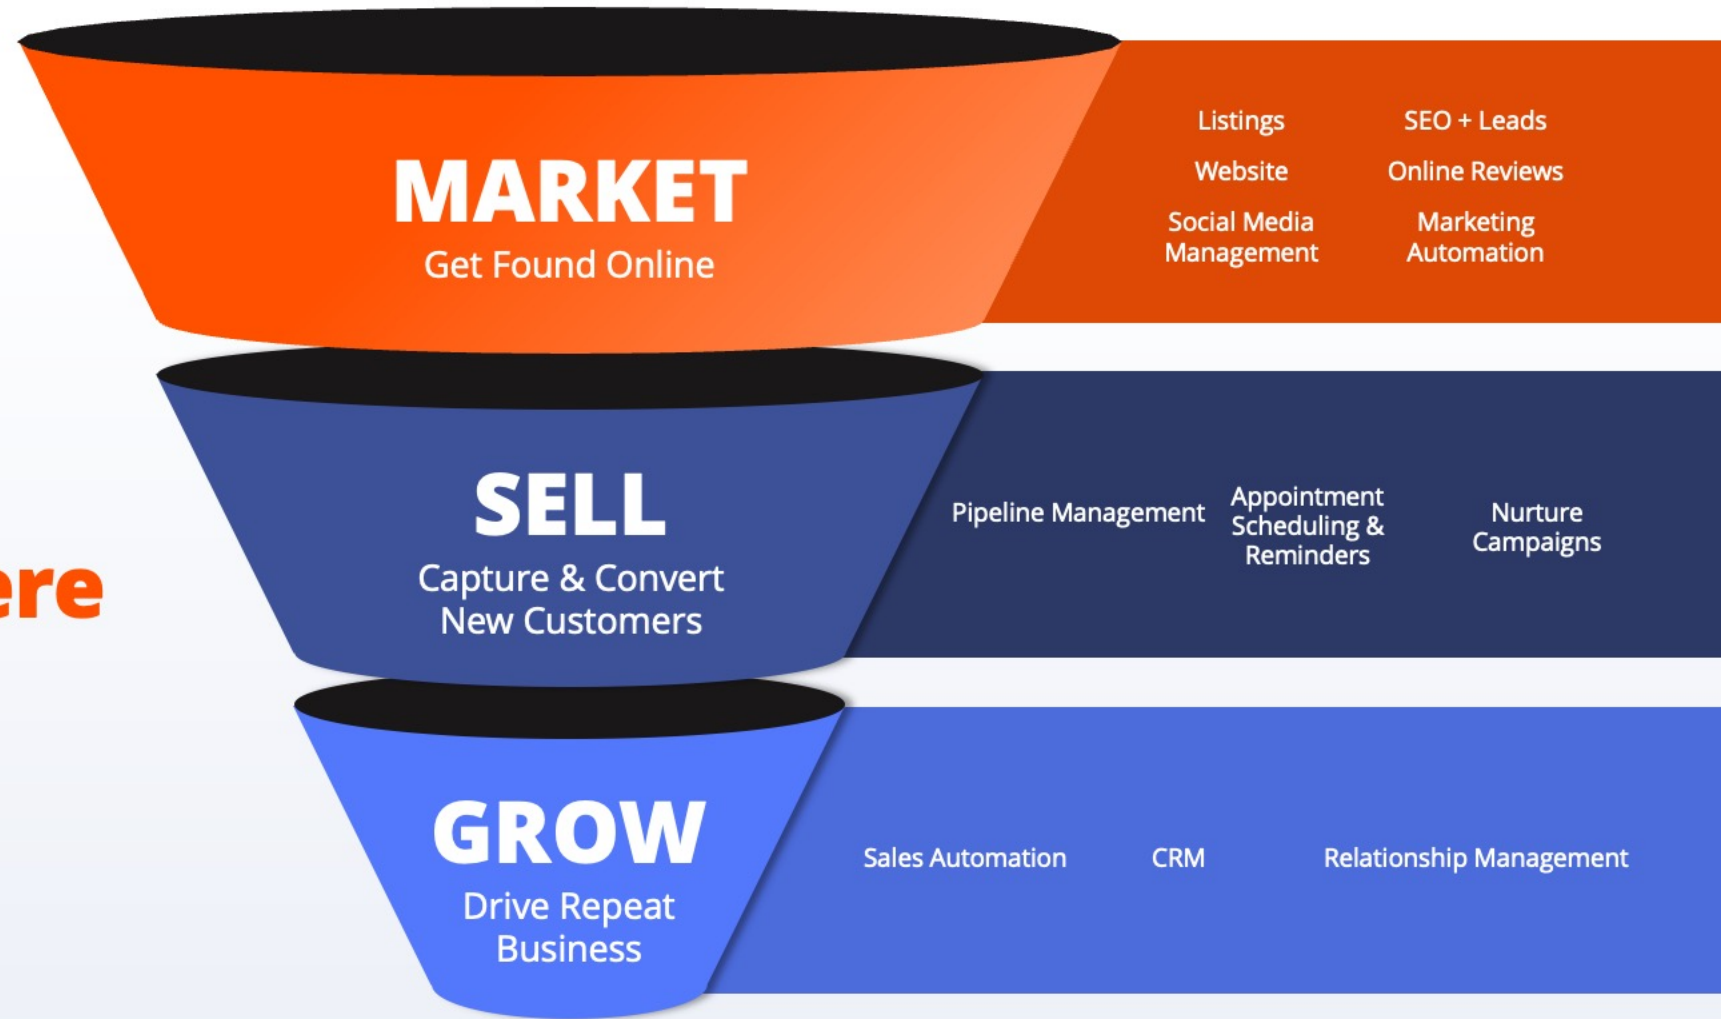 MARKET
Get Found Online
Listings
SEO + Leads
Website
Online Reviews
Social Media
Management
Marketing
Automation
SELL
Capture & Convert
New Customers
Pipeline Management
Appointment
Scheduling &
Reminders
Nurture
Campaigns
ere
GROW
Drive Repeat
Business
Sales Automation
CRM
Relationship Management